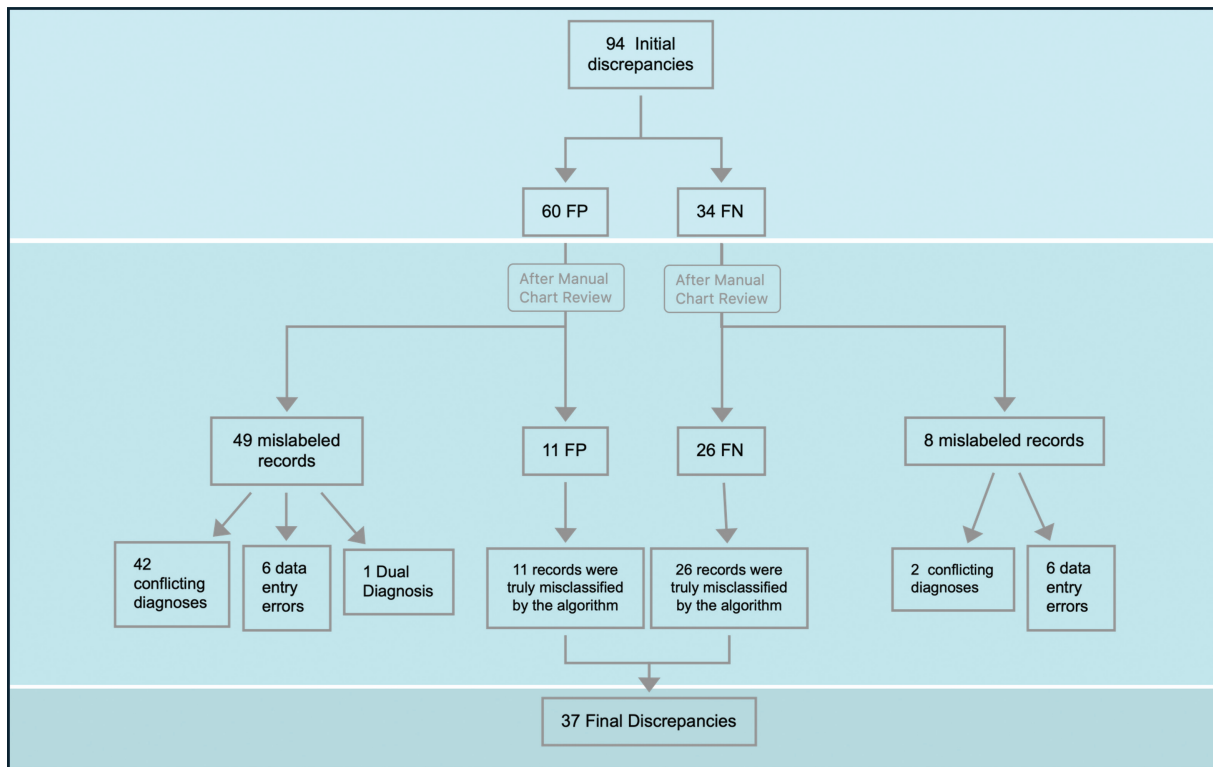 94 Initial
discrepancies
60 FP
34 FN
After Manual
Chart Review
After Manual
Chart Review
49 mislabeled
records
11 FP
26 FN
8 mislabeled records
42
conflicting
diagnoses
6 data
entry
errors
1 Dual
Diagnosis
11 records were
truly misclassified
by the algorithm
26 records were
truly misclassified
by the algorithm
2 conflicting
diagnoses
6 data
entry
errors
37 Final Discrepancies